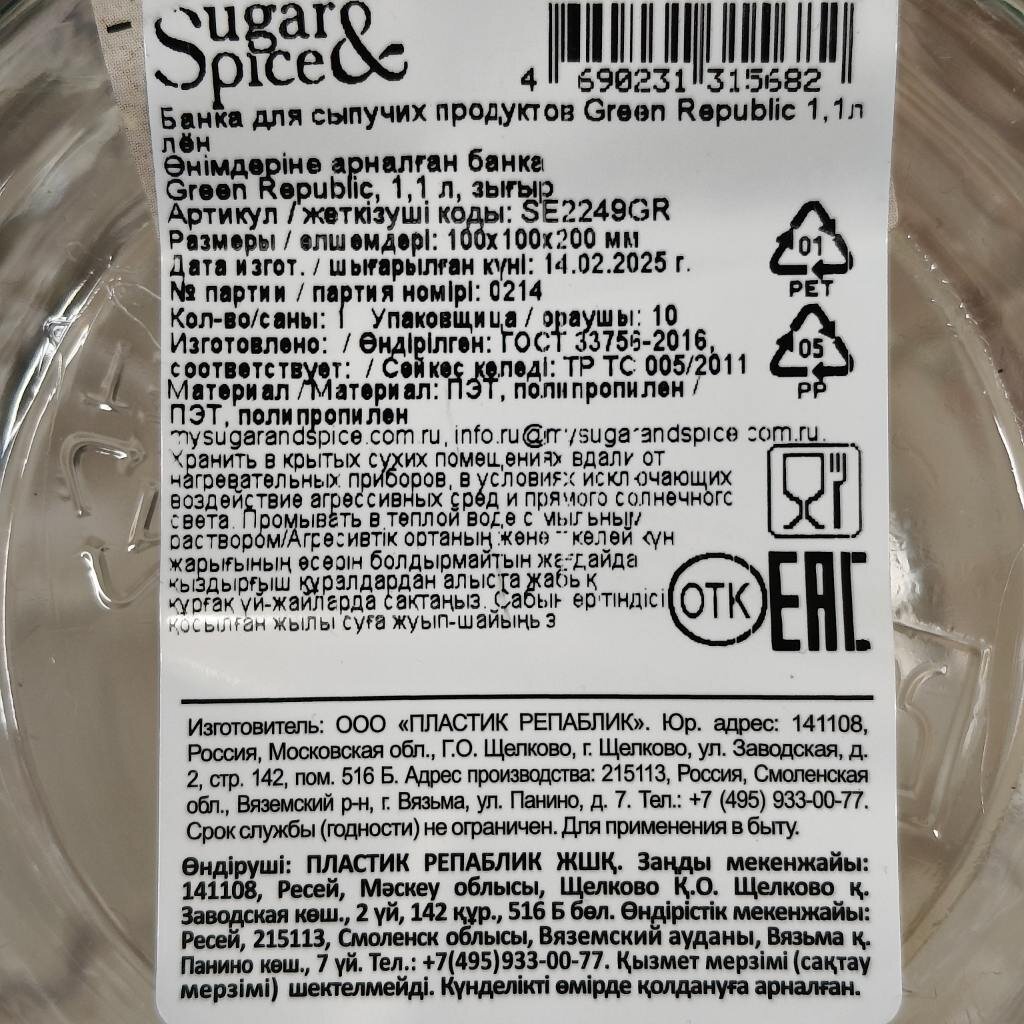 Sugar &
Spice
4 690231 315682
Банка для сыпучих продуктов Green Republic 1,1л
лён
Өнімдеріне арналған банка
Green Republic, 1,1 л, зығыр
Артикул / жеткізуші коды: SE2249GR
Размеры / өлшемдері: 100x100x200 мм
Дата изгот. / шығарылған күні: 14.02.2025 г.
№ партии / партия номірі: 0214
Кол-во/саны: 1 Упаковщица / ораушы: 10
Изготовлено: / Өндірілген: ГОСТ 33756-2016,
соответствует: / Сәйкес келеді: ТР ТС 005/2011
Материал / Материал: ПЭТ, полипропилен /
ПЭТ, полипропилен
mysugarandspice.com.ru, info.ru@mysugarandspice.com.ru.
Хранить в крытых сухих помещениях вдали от
нагревательных приборов, в условиях исключающих
воздействие агрессивных сред и прямого солнечного
света. Промывать в теплой воде с мыльным
раствором/Агресивтік ортаның және тікелей күн
жарығының әсерін болдырмайтын жағдайда
қыздырғыш құралдардан алыста жабық
құрғақ үй-жайларда сақтаңыз. Сабын ерітіндісі
қосылған жылы суға жуып-шайыңыз
01
PET
05
PP
ОТК
EAC
Изготовитель: ООО «ПЛАСТИК РЕПАБЛИК». Юр. адрес: 141108,
Россия, Московская обл., Г.О. Щелково, г. Щелково, ул. Заводская, д.
2, стр. 142, пом. 516 Б. Адрес производства: 215113, Россия, Смоленская
обл., Вяземский р-н, г. Вязьма, ул. Панино, д. 7. Тел.: +7 (495) 933-00-77.
Срок службы (годности) не ограничен. Для применения в быту.
Өндіруші: ПЛАСТИК РЕПАБЛИК ЖШҚ. Заңды мекенжайы:
141108, Ресей, Мәскеу облысы, Щелково Қ.О. Щелково қ.
Заводская көш., 2 үй, 142 құр., 516 Б бөл. Өндірістік мекенжайы:
Ресей, 215113, Смоленск облысы, Вяземский ауданы, Вязьма қ.
Панино көш., 7 үй. Тел.: +7(495)933-00-77. Қызмет мерзімі (сақтау
мерзімі) шектелмейді. Күнделікті өмірде қолдануға арналған.